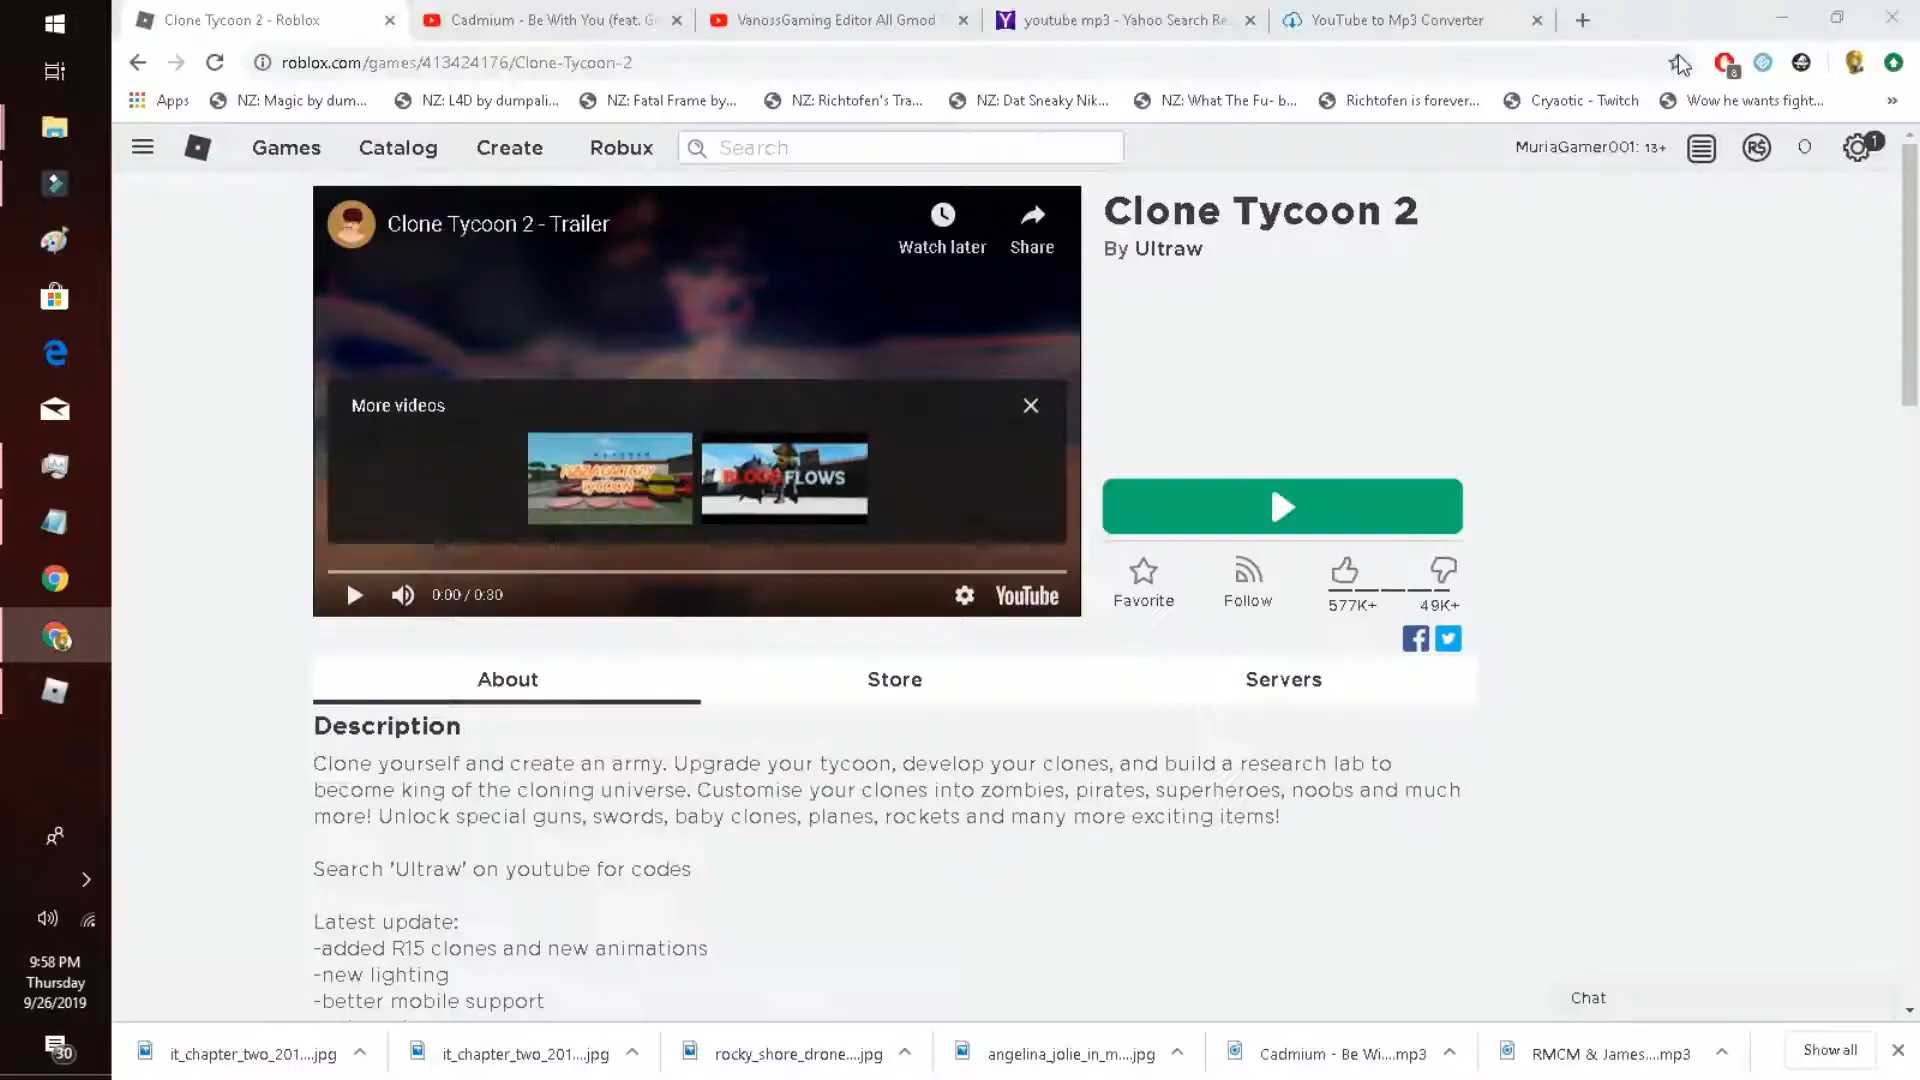 Clone Tycoon 2 - Roblox
Cadmium - Be With You (feat. G
VanossGaming Editor All Gmod
youtube mp3 - Yahoo Search Re
YouTube to Mp3 Converter
roblox.com/games/413424176/Clone-Tycoon-2
8
Apps
NZ: Magic by dum...
NZ: L4D by dumpali...
NZ: Fatal Frame by...
NZ: Richtofen's Tra...
NZ: Dat Sneaky Nik...
NZ: What The Fu- b...
Richtofen is forever...
Cryaotic - Twitch
Wow he wants fight...
Games
Catalog
Create
Robux
Search
MuriaGamer001: 13+
R$
0
1
Clone Tycoon 2 - Trailer
Watch later
Share
More videos
PIZZA FACTORY
TYCOON
BLOOD FLOWS
0:00 / 0:30
YouTube
Clone Tycoon 2
By Ultraw
Favorite
Follow
577K+
49K+
About
Store
Servers
Description
Clone yourself and create an army. Upgrade your tycoon, develop your clones, and build a research lab to
become king of the cloning universe. Customise your clones into zombies, pirates, superheroes, noobs and much
more! Unlock special guns, swords, baby clones, planes, rockets and many more exciting items!
Search 'Ultraw' on youtube for codes
Latest update:
-added R15 clones and new animations
-new lighting
-better mobile support
Chat
9:58 PM
Thursday
9/26/2019
30
it_chapter_two_201....jpg
it_chapter_two_201....jpg
rocky_shore_drone....jpg
angelina_jolie_in_m....jpg
Cadmium - Be Wi....mp3
RMCM & James....mp3
Show all